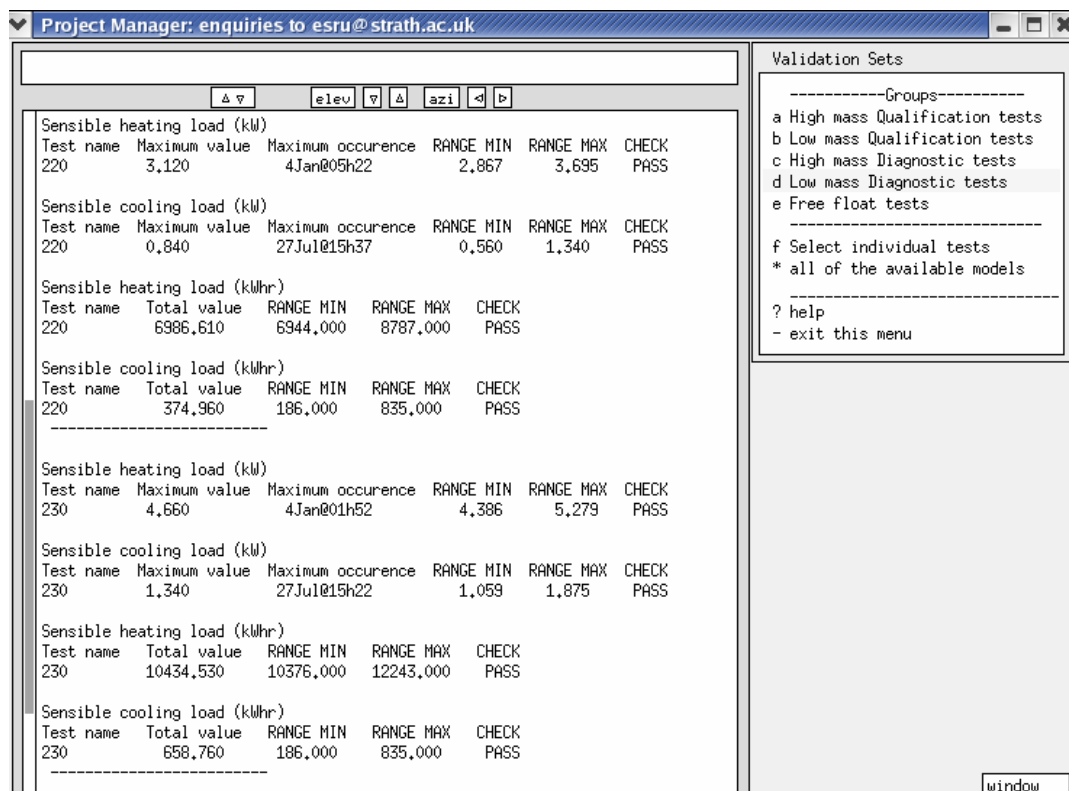 Project Manager: enquiries to esru@strath.ac.uk
elev azi
Sensible heating load (kW)
Test name Maximum value Maximum occurence RANGE MIN RANGE MAX CHECK
220 3.120 4Jan@05h22 2.867 3.695 PASS
Sensible cooling load (kW)
Test name Maximum value Maximum occurence RANGE MIN RANGE MAX CHECK
220 0.840 27Jul@15h37 0.560 1.340 PASS
Sensible heating load (kWhr)
Test name Total value RANGE MIN RANGE MAX CHECK
220 6986.610 6944.000 8787.000 PASS
Sensible cooling load (kWhr)
Test name Total value RANGE MIN RANGE MAX CHECK
220 374.960 186.000 835.000 PASS
--------------------------
Sensible heating load (kW)
Test name Maximum value Maximum occurence RANGE MIN RANGE MAX CHECK
230 4.660 4Jan@01h52 4.386 5.279 PASS
Sensible cooling load (kW)
Test name Maximum value Maximum occurence RANGE MIN RANGE MAX CHECK
230 1.340 27Jul@15h22 1.059 1.875 PASS
Sensible heating load (kWhr)
Test name Total value RANGE MIN RANGE MAX CHECK
230 10434.530 10376.000 12243.000 PASS
Sensible cooling load (kWhr)
Test name Total value RANGE MIN RANGE MAX CHECK
230 658.760 186.000 835.000 PASS
--------------------------
Validation Sets
-----------Groups----------
a High mass Qualification tests
b Low mass Qualification tests
c High mass Diagnostic tests
d Low mass Diagnostic tests
e Free float tests
-----------------------------
f Select individual tests
* all of the available models
_______________________________
? help
- exit this menu
window